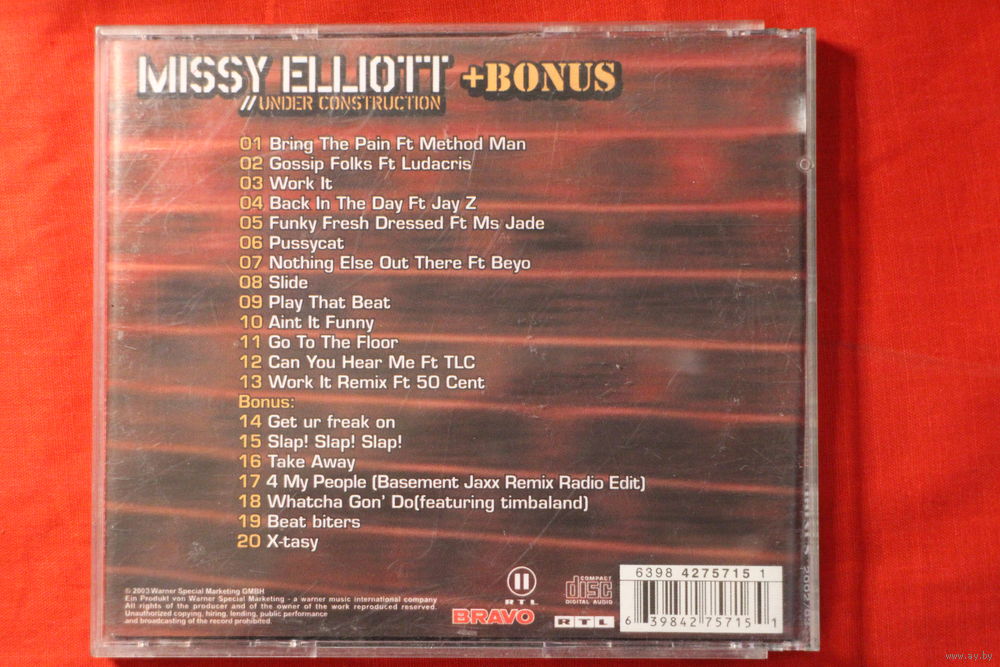 MISSY ELLIOTT +BONUS
//UNDER CONSTRUCTION
01 Bring The Pain Ft Method Man
02 Gossip Folks Ft Ludacris
03 Work It
04 Back In The Day Ft Jay Z
05 Funky Fresh Dressed Ft Ms Jade
06 Pussycat
07 Nothing Else Out There Ft Beyo
08 Slide
09 Play That Beat
10 Aint It Funny
11 Go To The Floor
12 Can You Hear Me Ft TLC
13 Work It Remix Ft 50 Cent
Bonus:
14 Get ur freak on
15 Slap! Slap! Slap!
16 Take Away
17 4 My People (Basement Jaxx Remix Radio Edit)
18 Whatcha Gon' Do(featuring timbaland)
19 Beat biters
20 X-tasy
© 2003 Warner Special Marketing GMBH
Ein Produkt von Warner Special Marketing - a warner music international company
All rights of the producer and of the owner of the work reproduced reserved.
Unauthorized copying, hiring, lending, public performance
and broadcasting of the record prohibited.
II
RTL
BRAVO
COMPACT
disc
DIGITAL AUDIO
RTL
6398 4275715 1
6 39842 75715 1
www.ay.by